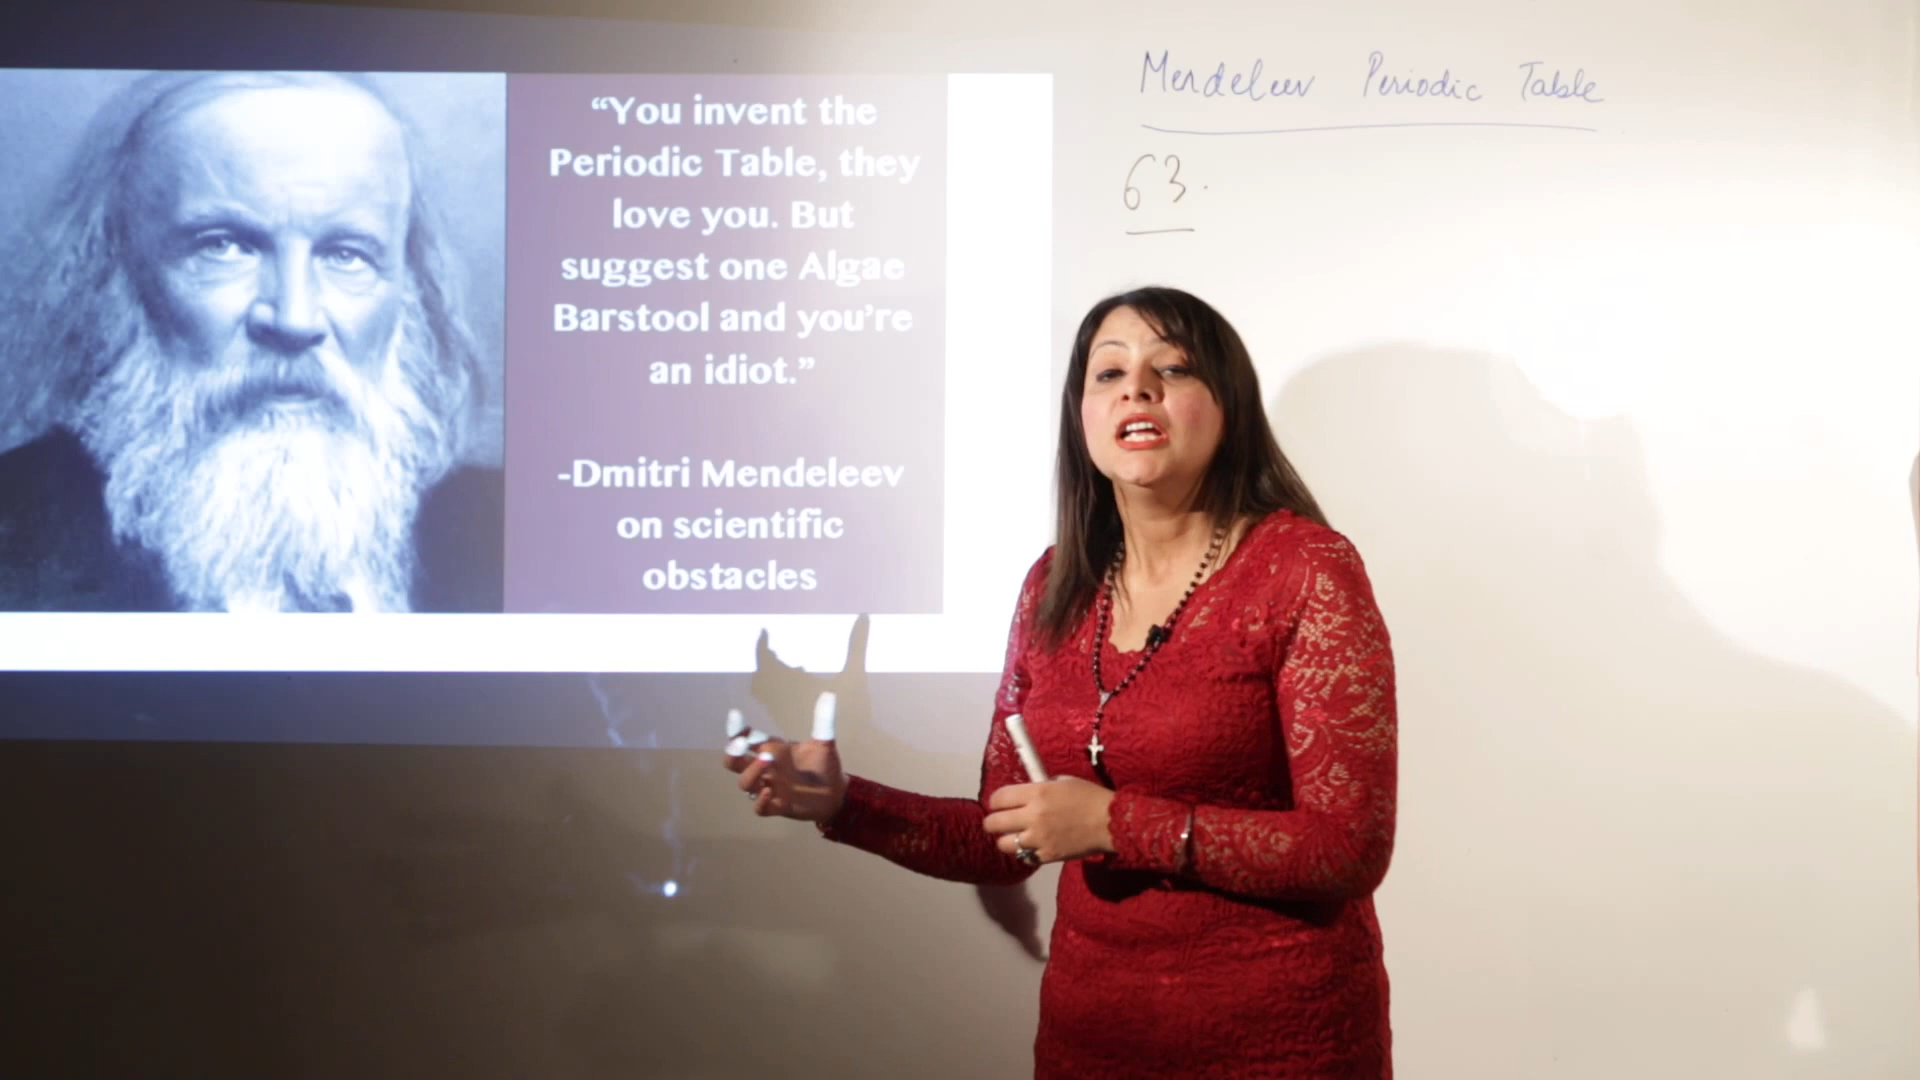 “You invent the
Periodic Table, they
love you. But
suggest one Algae
Barstool and you’re
an idiot.”
-Dmitri Mendeleev
on scientific
obstacles
Mendeleev Periodic Table
63.